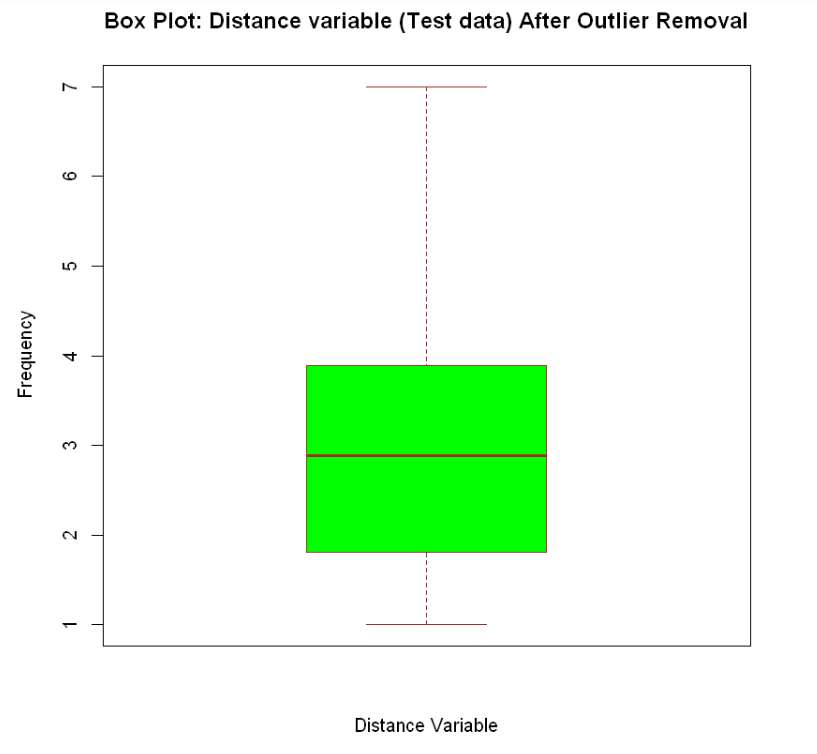 Box Plot: Distance variable (Test data) After Outlier Removal
Frequency
7
6
5
4
3
2
1
Distance Variable